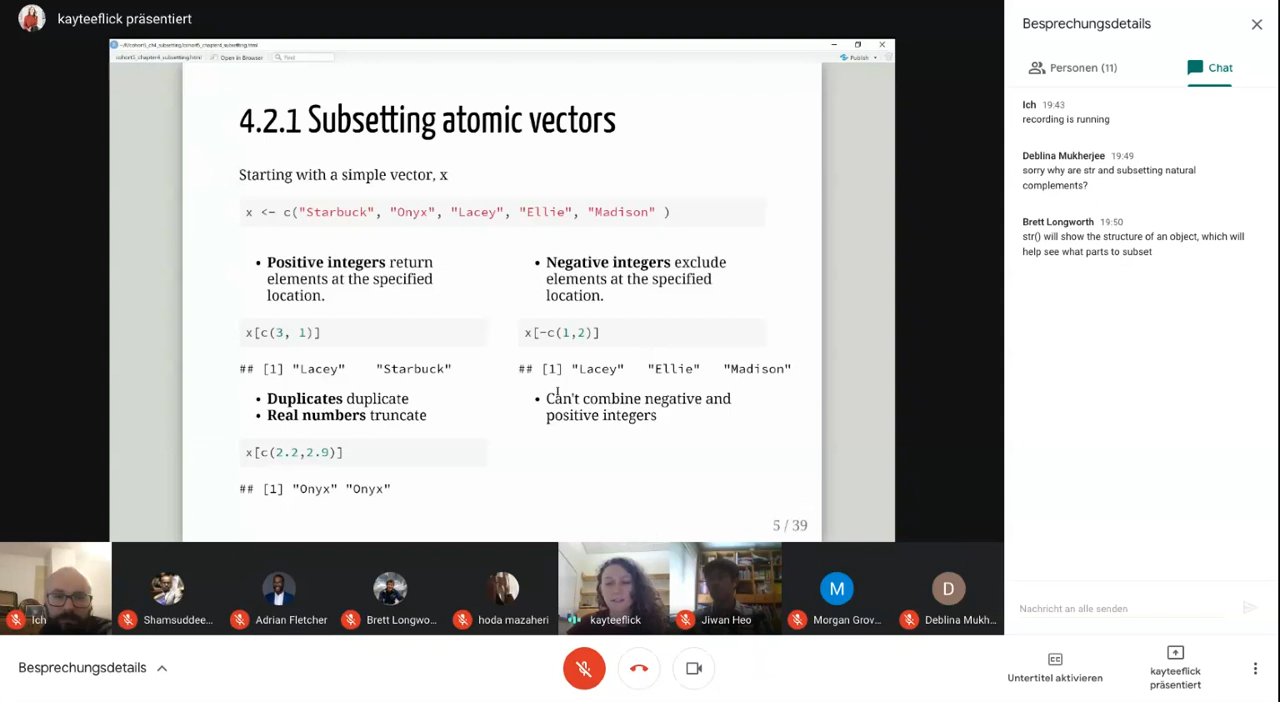 kayteeflick präsentiert
Open in Browser
Find
Publish
4.2.1 Subsetting atomic vectors
Starting with a simple vector, x
x <- c("Starbuck", "Onyx", "Lacey", "Ellie", "Madison" )
• Positive integers return
elements at the specified
location.
x[c(3, 1)]
## [1] "Lacey"    "Starbuck"
• Duplicates duplicate
• Real numbers truncate
x[c(2.2,2.9)]
## [1] "Onyx" "Onyx"
• Negative integers exclude
elements at the specified
location.
x[-c(1,2)]
## [1] "Lacey"   "Ellie"   "Madison"
• Can't combine negative and
positive integers
5 / 39
Ich
Shamsuddee...
Adrian Fletcher
Brett Longwo...
hoda mazaheri
kayteeflick
Jiwan Heo
M
Morgan Grov...
D
Deblina Mukh...
Besprechungsdetails
Personen (11)
Chat
Ich 19:43
recording is running
Deblina Mukherjee 19:49
sorry why are str and subsetting natural
complements?
Brett Longworth 19:50
str() will show the structure of an object, which will
help see what parts to subset
Nachricht an alle senden
Besprechungsdetails
CC
Untertitel aktivieren
kayteeflick
präsentiert